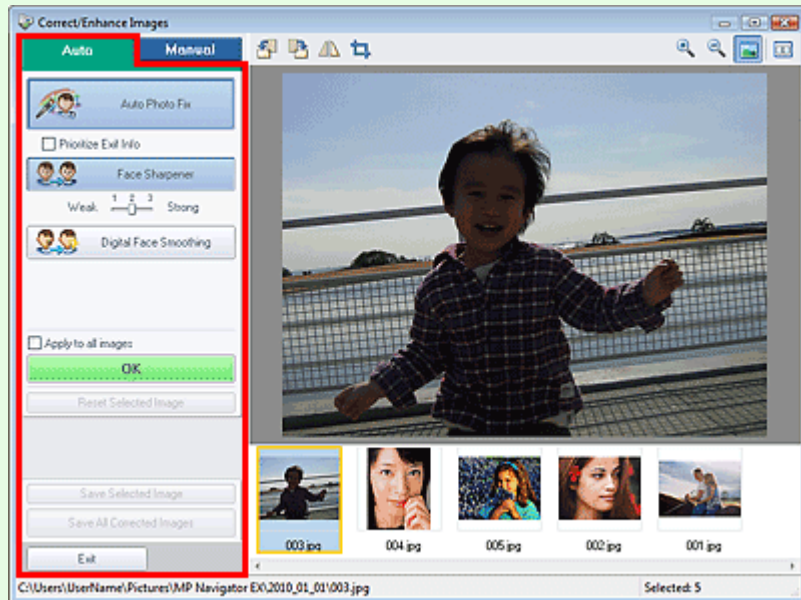 Correct/Enhance Images
Auto Manual
Auto Photo Fix
Prioritize Exif Info
Face Sharpener
1 2 3
Weak Strong
Digital Face Smoothing
Apply to all images
OK
Reset Selected Image
Save Selected Image
Save All Corrected Images
Exit
003.jpg 004.jpg 005.jpg 002.jpg 001.jpg
C:\Users\UserName\Pictures\MP Navigator EX\2010_01_01\003.jpg Selected: 5